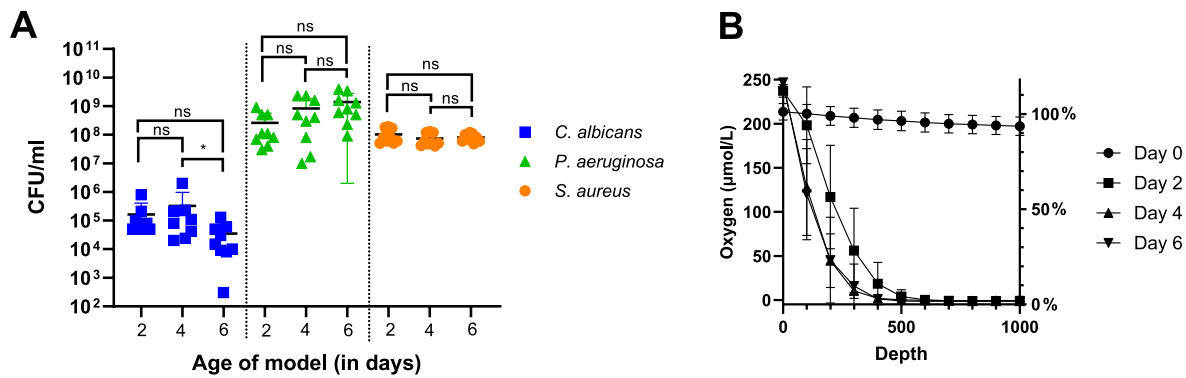 A
CFU/ml
10^11
10^10
10^9
10^8
10^7
10^6
10^5
10^4
10^3
10^2
ns
ns
*
ns
ns
ns
ns
ns
ns
2 4 6 2 4 6 2 4 6
Age of model (in days)
C. albicans
P. aeruginosa
S. aureus
B
Oxygen (µmol/L)
250
200
150
100
50
0
100%
50%
0%
0 500 1000
Depth
Day 0
Day 2
Day 4
Day 6